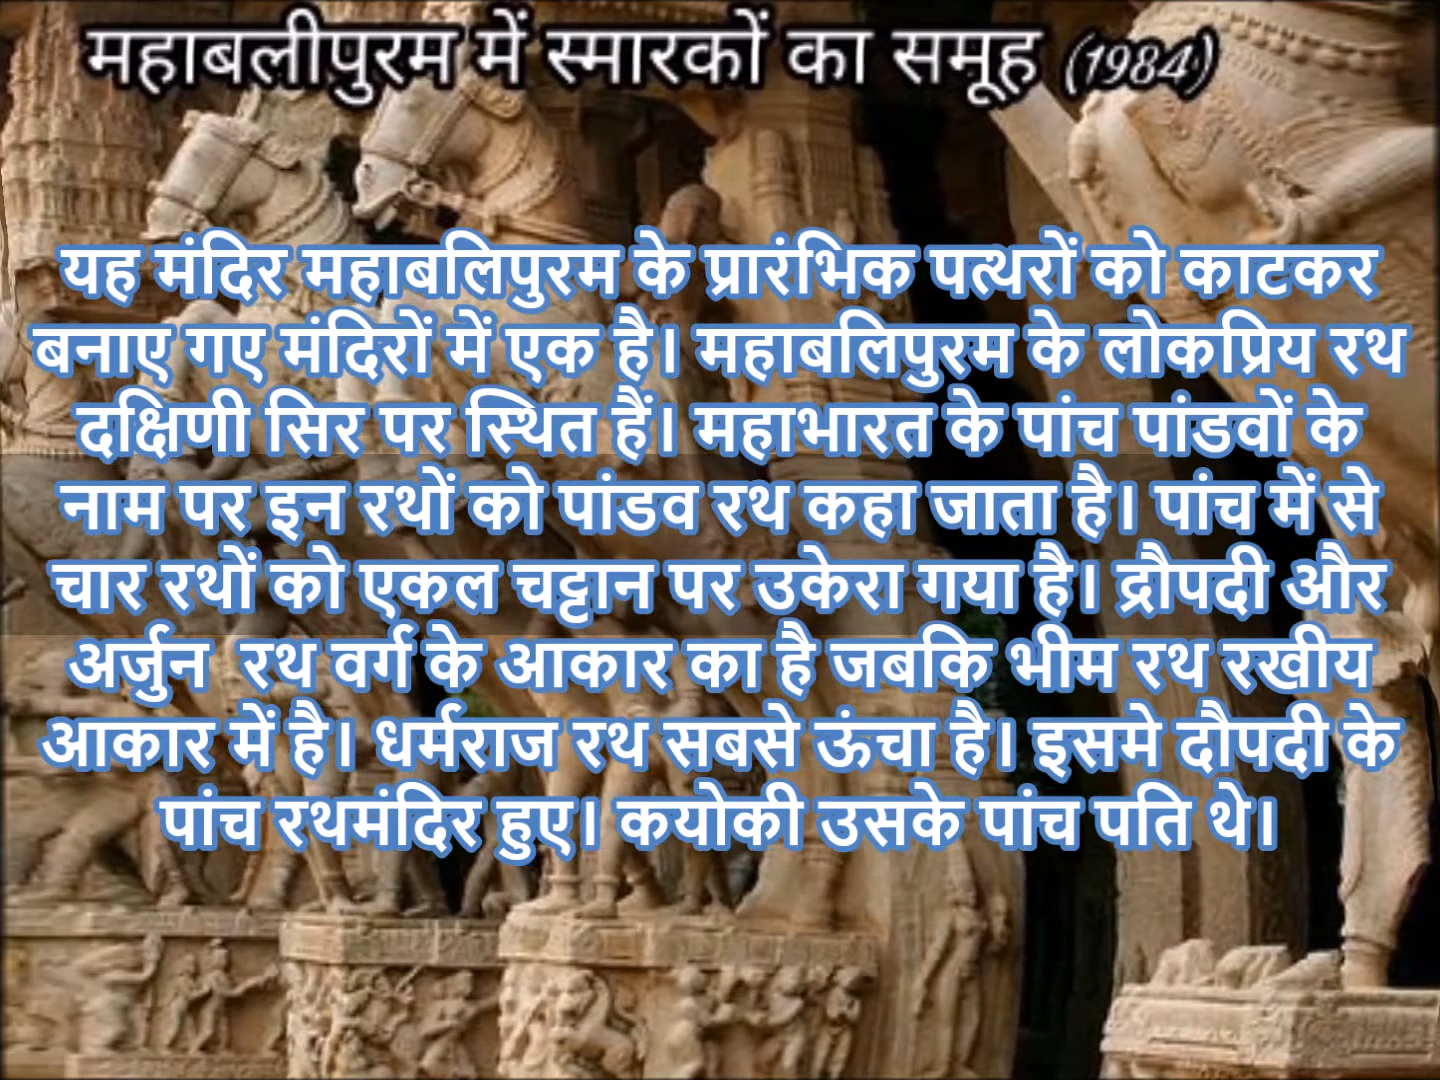 महाबलीपुरम में स्मारकों का समूह (1984)
यह मंदिर महाबलिपुरम के प्रारंभिक पत्थरों को काटकर
बनाए गए मंदिरों में एक है। महाबलिपुरम के लोकप्रिय रथ
दक्षिणी सिर पर स्थित हैं। महाभारत के पांच पांडवों के
नाम पर इन रथों को पांडव रथ कहा जाता है। पांच में से
चार रथों को एकल चट्टान पर उकेरा गया है। द्रौपदी और
अर्जुन रथ वर्ग के आकार का है जबकि भीम रथ रखीय
आकार में है। धर्मराज रथ सबसे ऊंचा है। इसमे दौपदी के
पांच रथमंदिर हुए। कयोकी उसके पांच पति थे।